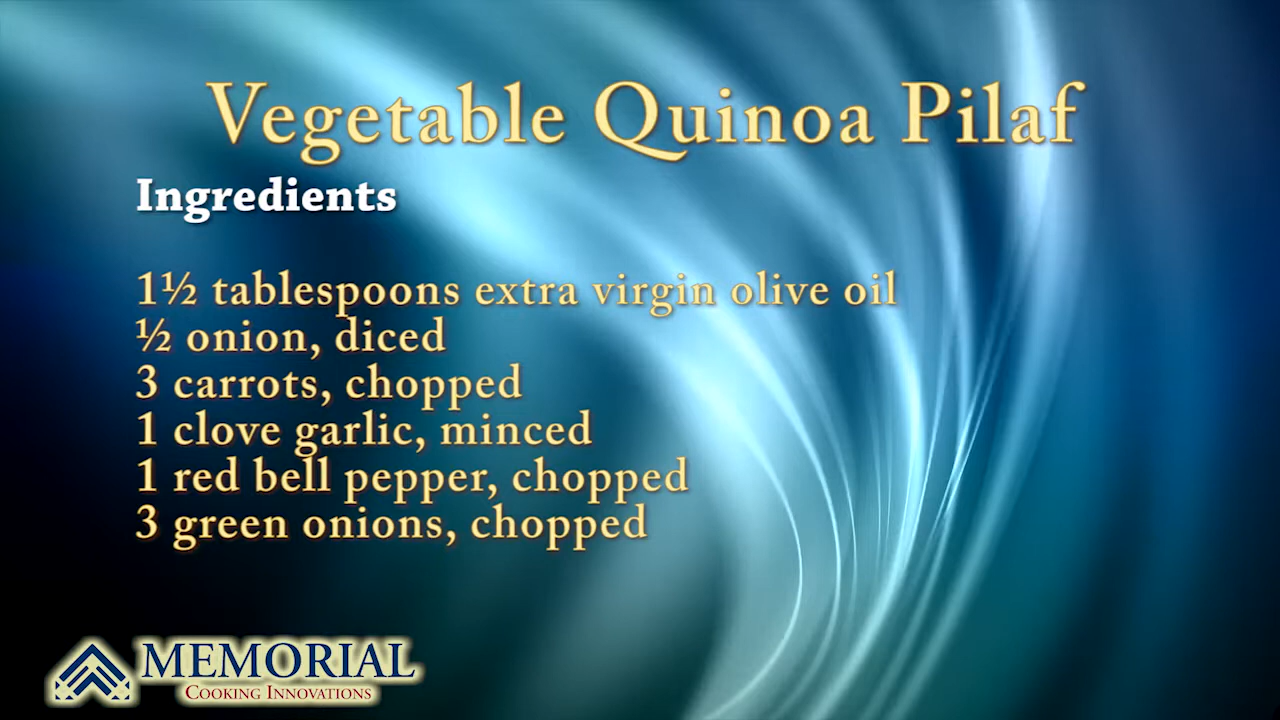 Vegetable Quinoa Pilaf
Ingredients
1½ tablespoons extra virgin olive oil
½ onion, diced
3 carrots, chopped
1 clove garlic, minced
1 red bell pepper, chopped
3 green onions, chopped
MEMORIAL
COOKING INNOVATIONS